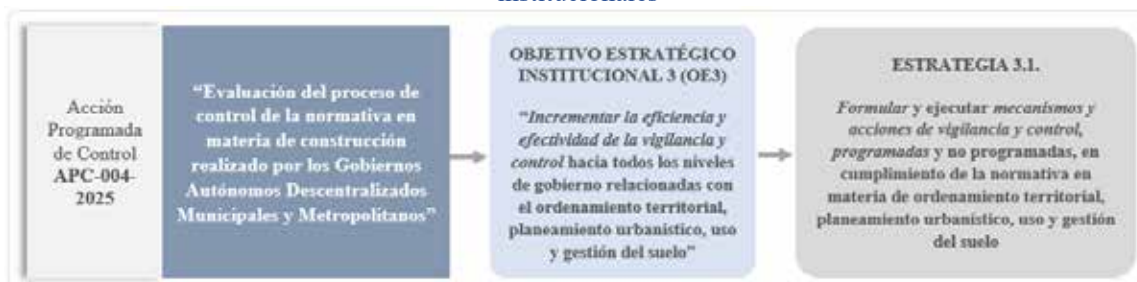 institucionales
Acción
Programada
de Control
APC-004-
2025
“Evaluación del proceso de
control de la normativa en
materia de construcción
realizado por los Gobiernos
Autónomos Descentralizados
Municipales y Metropolitanos”
OBJETIVO ESTRATÉGICO
INSTITUCIONAL 3 (OE3)
“Incrementar la eficiencia y
efectividad de la vigilancia y
control hacia todos los niveles
de gobierno relacionadas con
el ordenamiento territorial,
planeamiento urbanístico, uso
y gestión del suelo”
ESTRATEGIA 3.1.
Formular y ejecutar mecanismos y
acciones de vigilancia y control,
programadas y no programadas, en
cumplimiento de la normativa en
materia de ordenamiento territorial,
planeamiento urbanístico, uso y gestión
del suelo